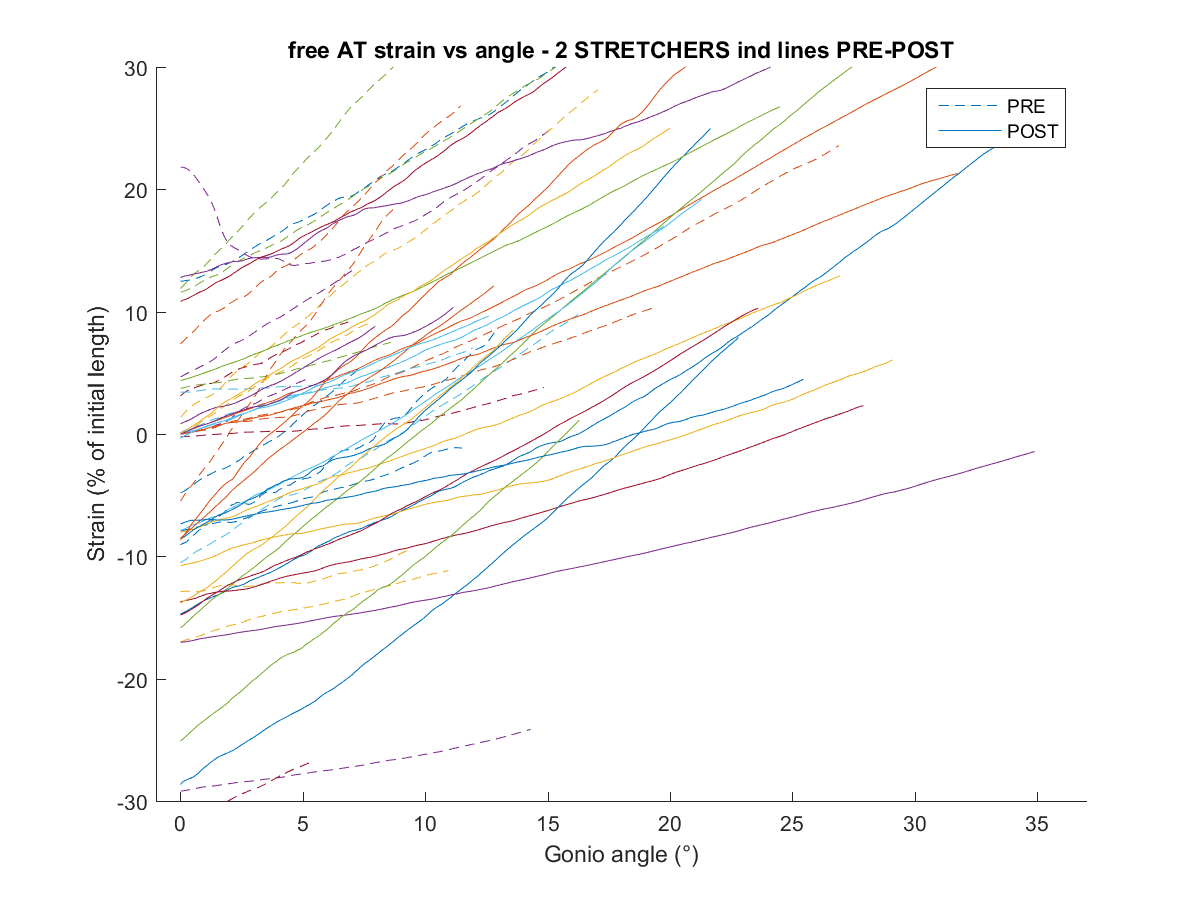 free AT strain vs angle - 2 STRETCHERS ind lines PRE-POST
30
PRE
POST
20
10
0
-10
-20
-30
Strain (% of initial length)
0 5 10 15 20 25 30 35
Gonio angle (°)